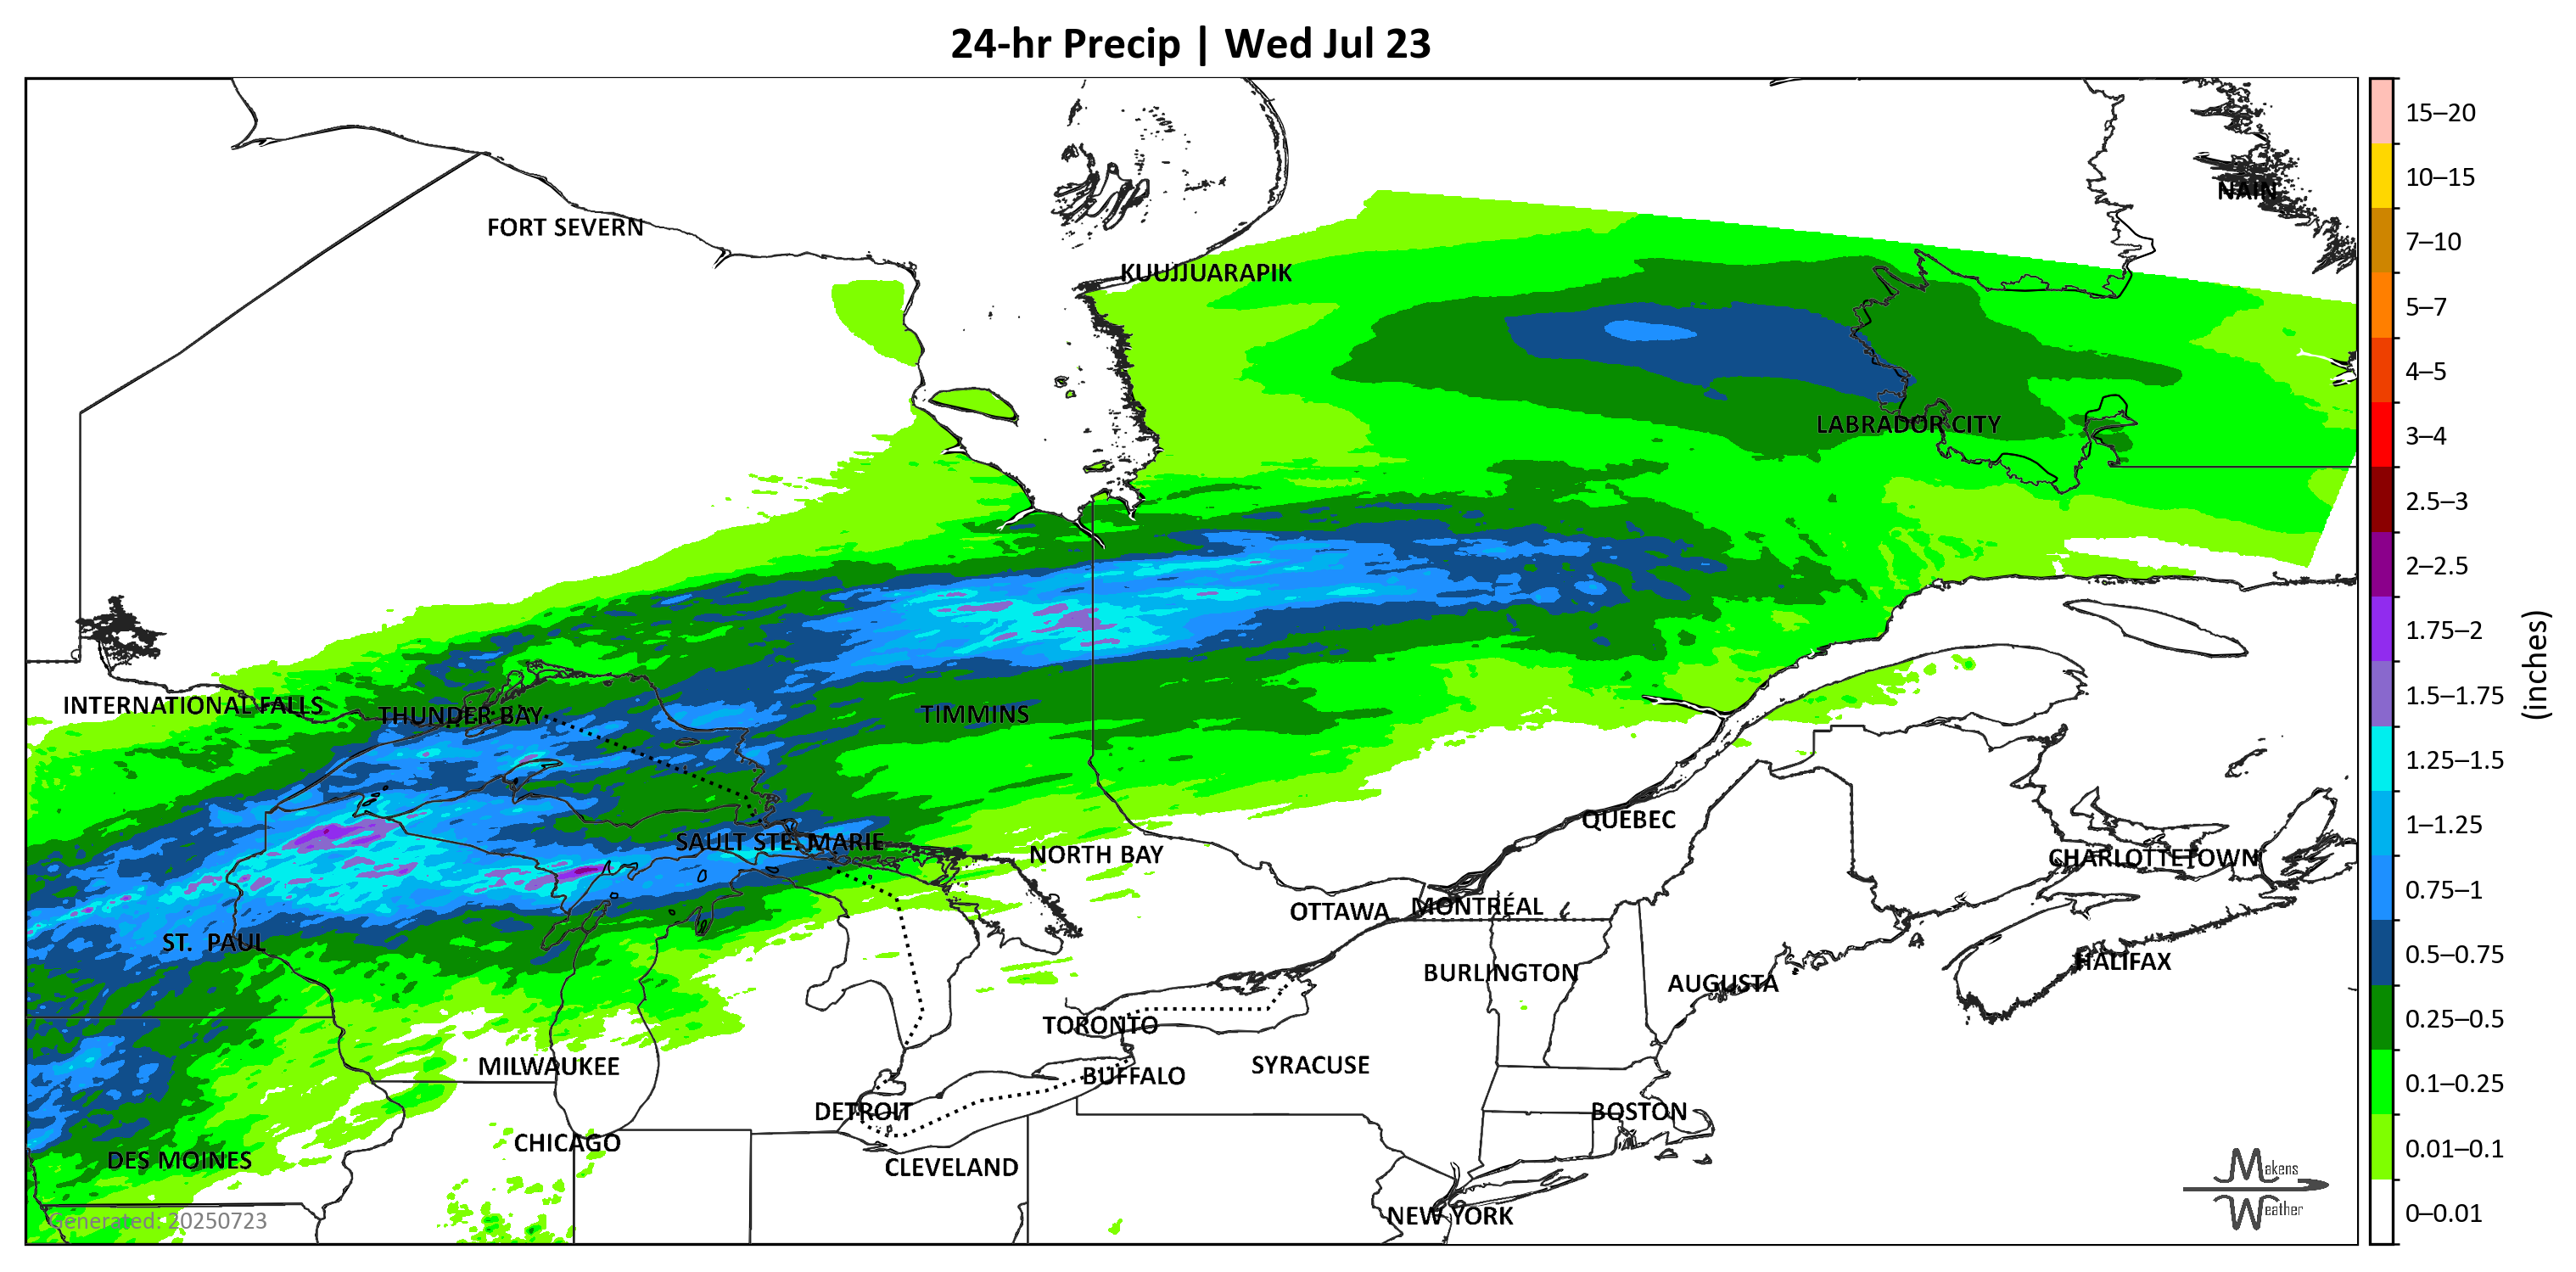 24-hr Precip | Wed Jul 23
NAIN
FORT SEVERN
KUUJJUARAPIK
LABRADOR CITY
INTERNATIONAL FALLS
THUNDER BAY
TIMMINS
QUÉBEC
SAULT STE. MARIE
NORTH BAY
CHARLOTTETOWN
OTTAWA
MONTRÉAL
ST. PAUL
HALIFAX
BURLINGTON
AUGUSTA
TORONTO
MILWAUKEE
SYRACUSE
BUFFALO
DETROIT
BOSTON
CHICAGO
DES MOINES
CLEVELAND
NEW YORK
Generated: 20250723
Makens
Weather
15–20
10–15
7–10
5–7
4–5
3–4
2.5–3
2–2.5
1.75–2
1.5–1.75
1.25–1.5
1–1.25
0.75–1
0.5–0.75
0.25–0.5
0.1–0.25
0.01–0.1
0–0.01
(inches)